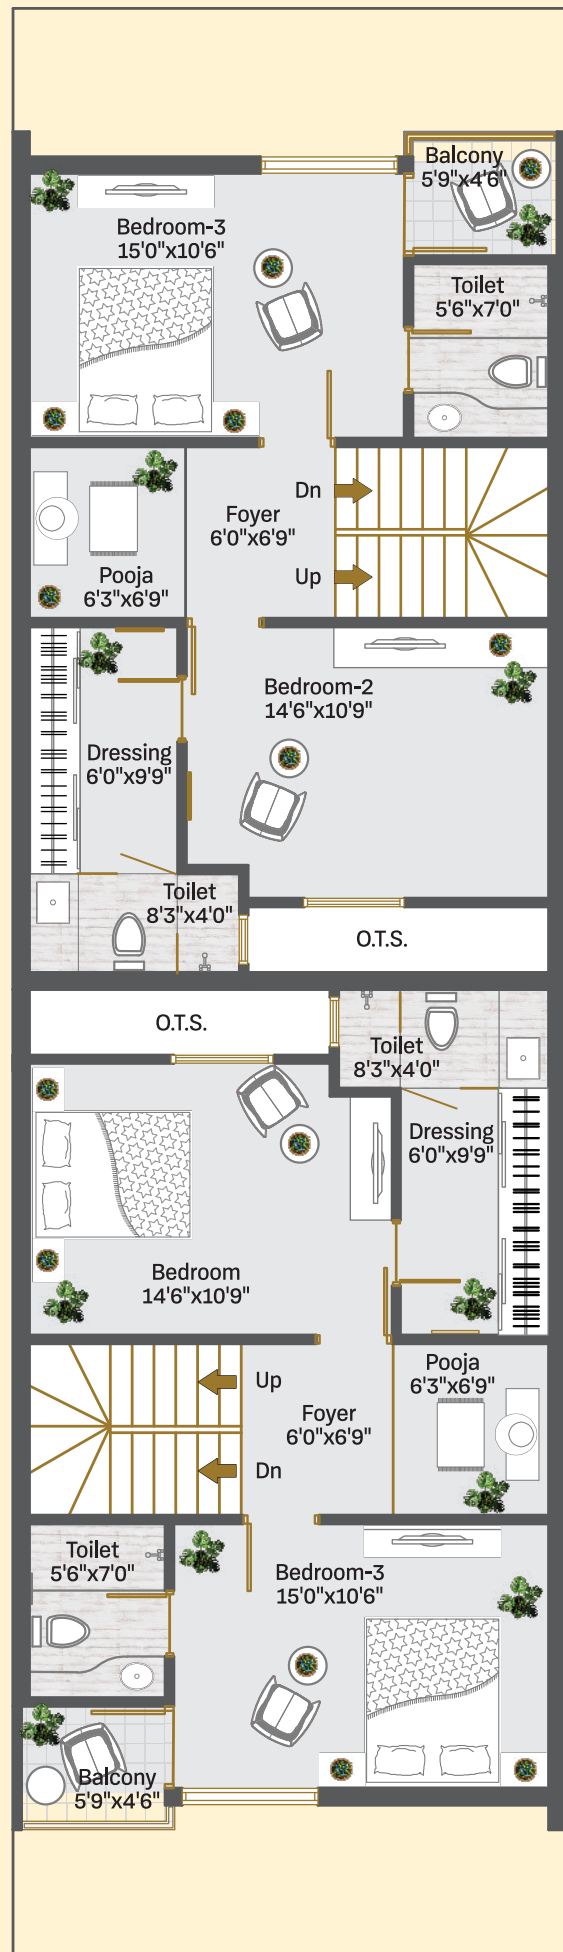 Balcony
5'9"x4'6"
Bedroom-3
15'0"x10'6"
Toilet
5'6"x7'0"
Dn
Foyer
6'0"x6'9"
Up
Pooja
6'3"x6'9"
Bedroom-2
14'6"x10'9"
Dressing
6'0"x9'9"
Toilet
8'3"x4'0"
O.T.S.
O.T.S.
Toilet
8'3"x4'0"
Dressing
6'0"x9'9"
Bedroom
14'6"x10'9"
Pooja
6'3"x6'9"
Up
Foyer
6'0"x6'9"
Dn
Toilet
5'6"x7'0"
Bedroom-3
15'0"x10'6"
Balcony
5'9"x4'6"